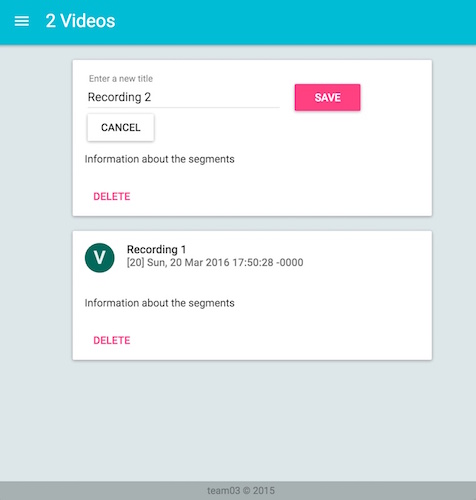 2 Videos
Enter a new title
Recording 2
SAVE
CANCEL
Information about the segments
DELETE
V
Recording 1
[20] Sun, 20 Mar 2016 17:50:28 -0000
Information about the segments
DELETE
team03 © 2015